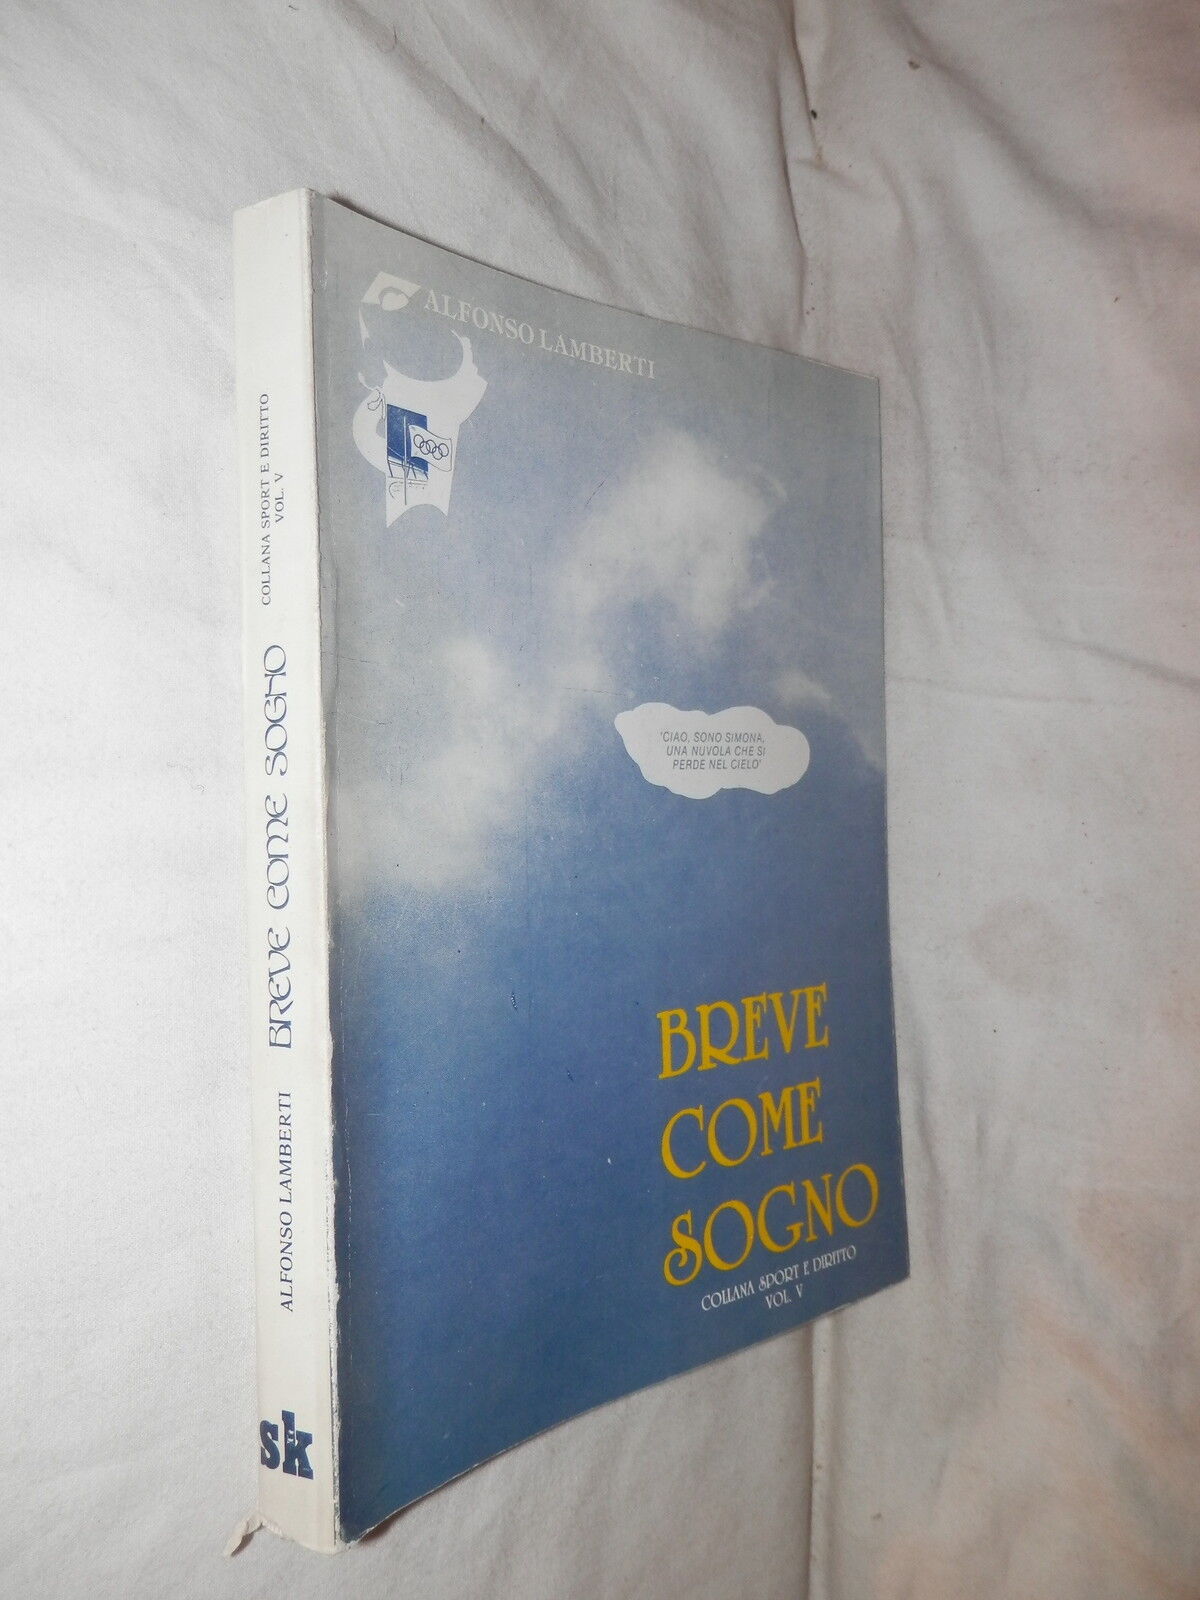 ALFONSO LAMBERTI
'CIAO, SONO SIMONA,
UNA NUVOLA CHE SI
PERDE NEL CIELO'
BREVE
COME
SOGNO
COLLANA SPORT E DIRITTO
VOL. V
ALFONSO LAMBERTI BREVE COME SOGNO COLLANA SPORT E DIRITTO
VOL. V
sk